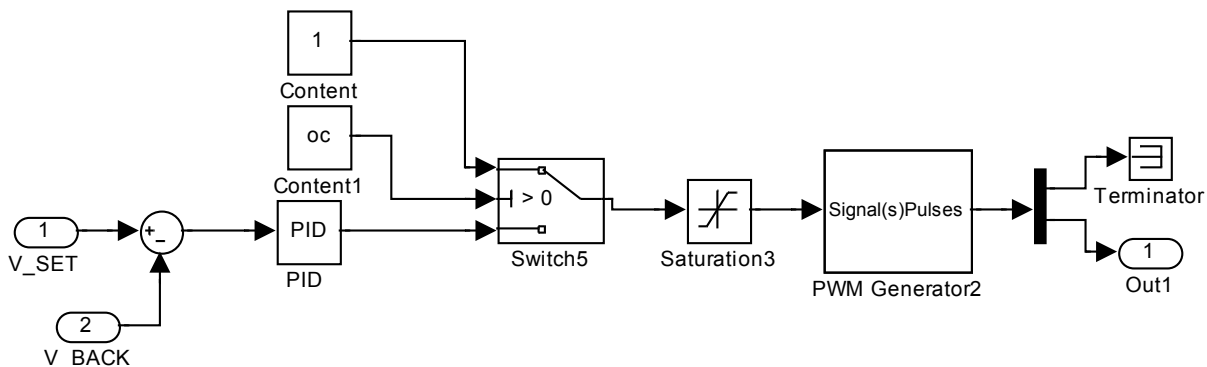 1
Content
oc
Content1
1
V_SET
+
−
PID
PID
> 0
Switch5
Saturation3
Signal(s)Pulses
PWM Generator2
Terminator
1
Out1
2
V_BACK